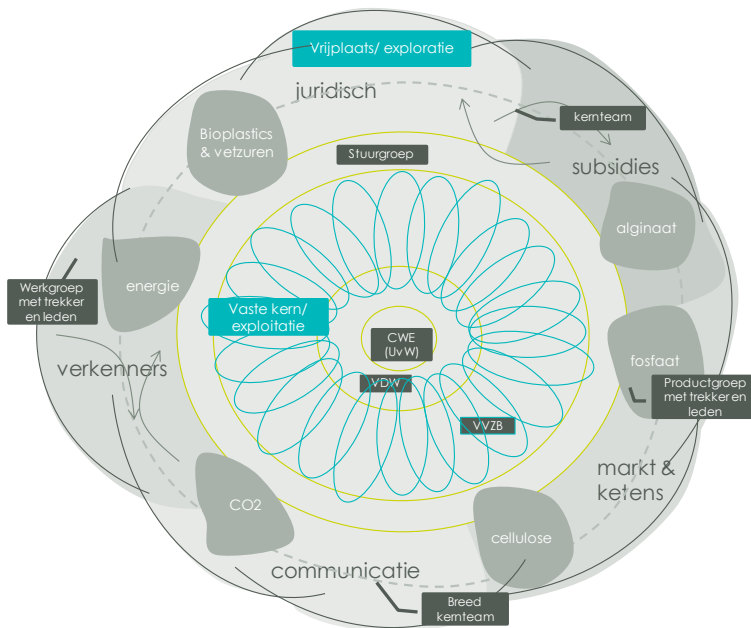 Vrijplaats/ exploratie
juridisch
kernteam
Bioplastics
& vetzuren
Stuurgroep
subsidies
alginaat
energie
Werkgroep
met trekker
en leden
Vaste kern/
exploitatie
CWE
(UvW)
fosfaat
verkenners
VDW
Productgroep
met trekker en
leden
VVZB
markt &
ketens
CO2
cellulose
communicatie
Breed
kernteam